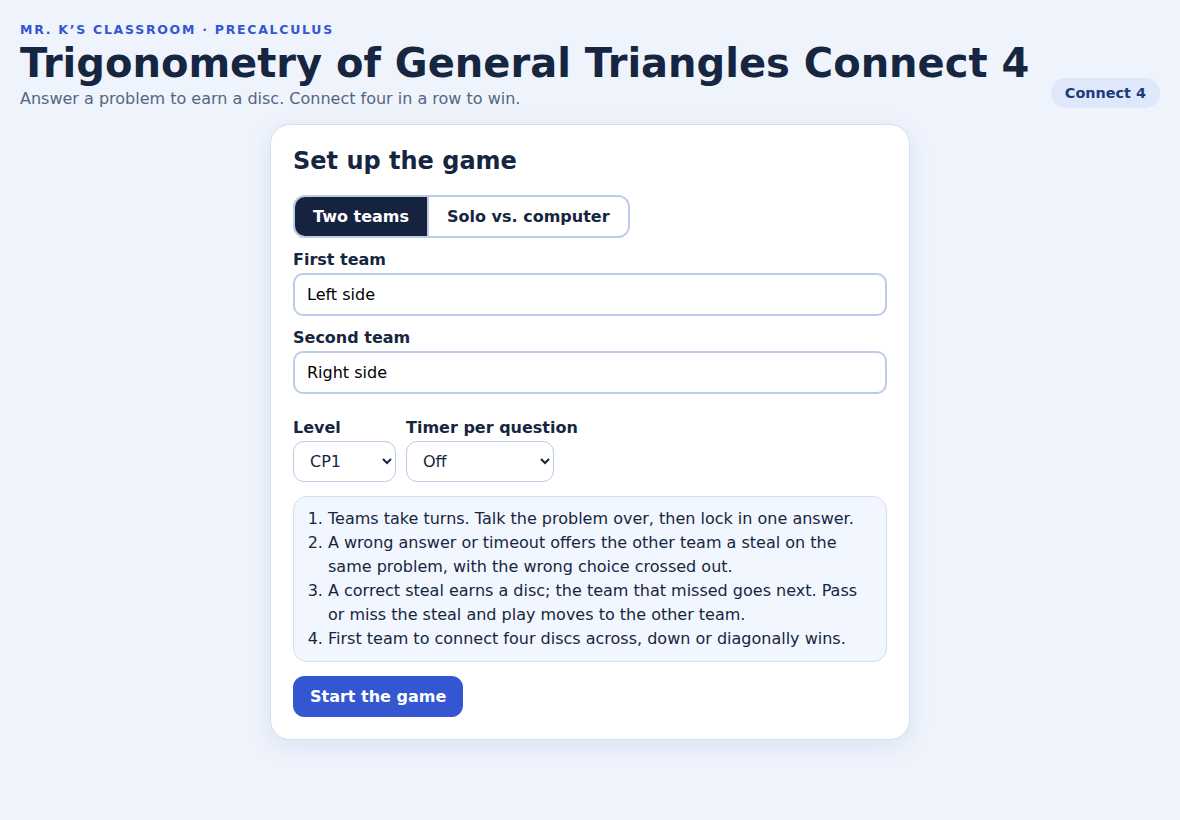 MR. K’S CLASSROOM · PRECALCULUS
Trigonometry of General Triangles Connect 4
Answer a problem to earn a disc. Connect four in a row to win.
Connect 4
Set up the game
Two teams
Solo vs. computer
First team
Left side
Second team
Right side
Level
Timer per question
CP1
Off
1. Teams take turns. Talk the problem over, then lock in one answer.
2. A wrong answer or timeout offers the other team a steal on the
same problem, with the wrong choice crossed out.
3. A correct steal earns a disc; the team that missed goes next. Pass
or miss the steal and play moves to the other team.
4. First team to connect four discs across, down or diagonally wins.
Start the game